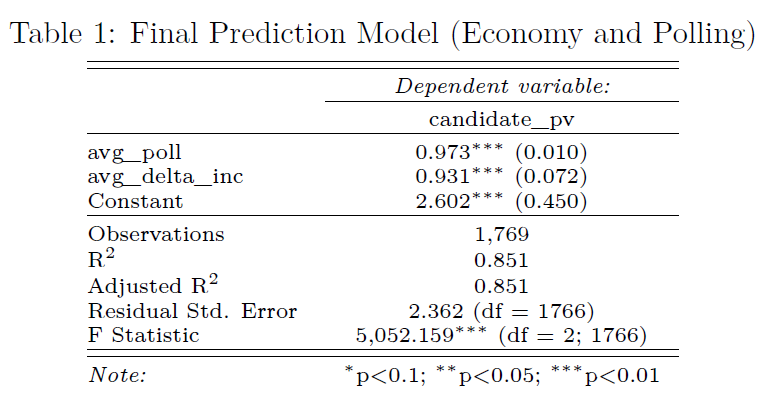 Table 1: Final Prediction Model (Economy and Polling)
Dependent variable:
candidate_pv
avg_poll 0.973*** (0.010)
avg_delta_inc 0.931*** (0.072)
Constant 2.602*** (0.450)
Observations 1,769
R² 0.851
Adjusted R² 0.851
Residual Std. Error 2.362 (df = 1766)
F Statistic 5,052.159*** (df = 2; 1766)
Note: *p<0.1; **p<0.05; ***p<0.01